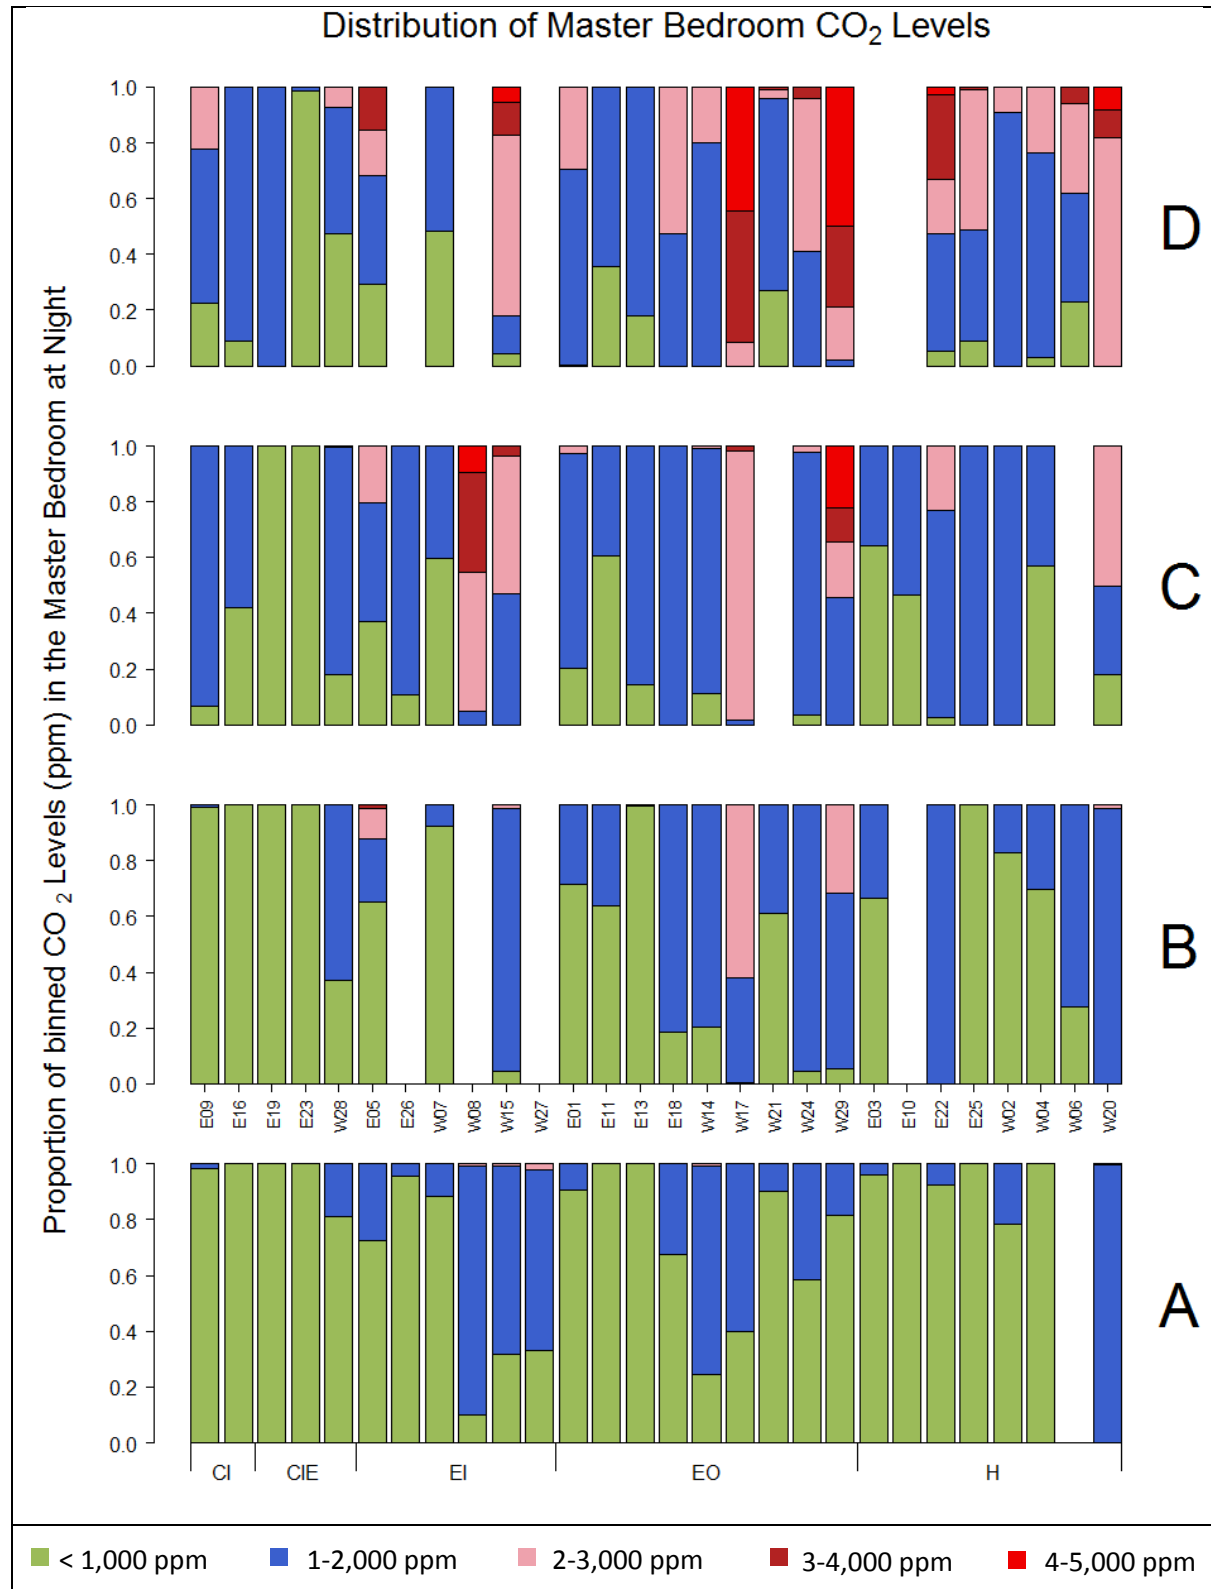 Distribution of Master Bedroom CO2 Levels
Proportion of binned CO 2 Levels (ppm) in the Master Bedroom at Night
1.0
0.8
0.6
0.4
0.2
0.0
D
1.0
0.8
0.6
0.4
0.2
0.0
C
1.0
0.8
0.6
0.4
0.2
0.0
B
E09 E16 E19 E23 W28 E05 E26 W07 W08 W15 W27 E01 E11 E13 E18 W14 W17 W21 W24 W29 E03 E10 E22 E25 W02 W04 W06 W20
1.0
0.8
0.6
0.4
0.2
0.0
A
CI CIE EI EO H
< 1,000 ppm 1-2,000 ppm 2-3,000 ppm 3-4,000 ppm 4-5,000 ppm